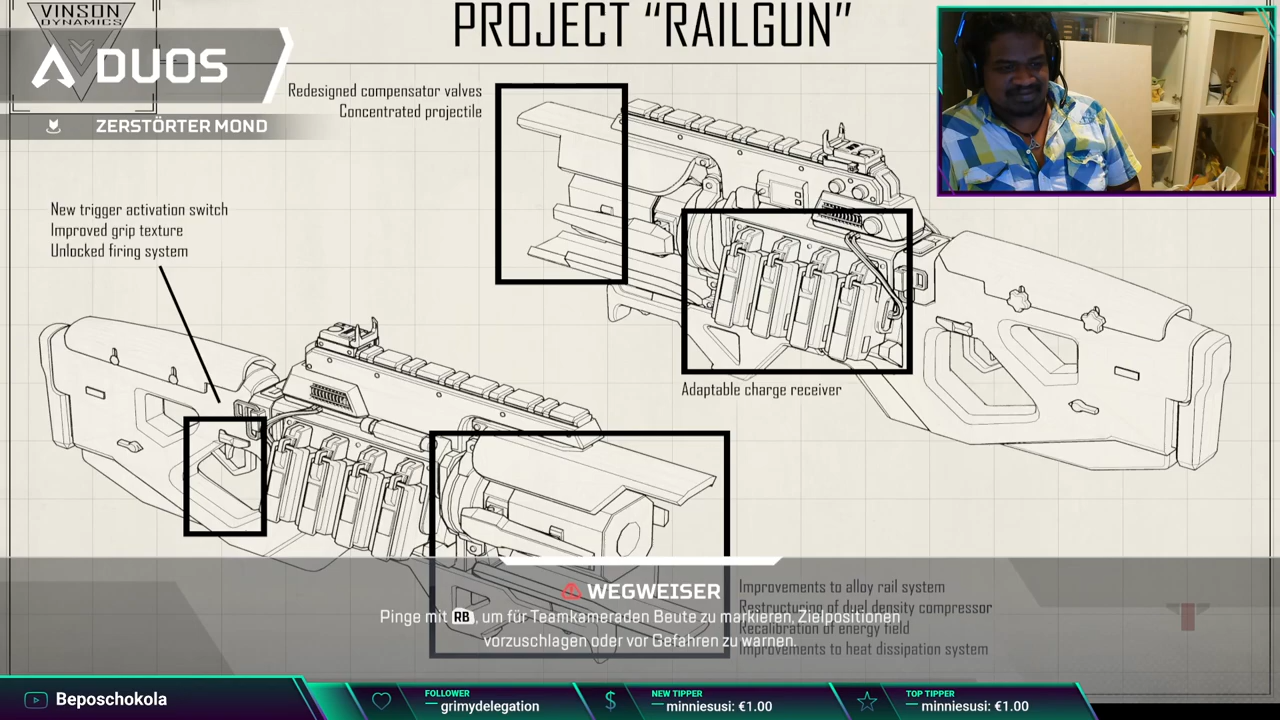 VINSON
DYNAMICS
PROJECT “RAILGUN”
DUOS
ZERSTÖRTER MOND
Redesigned compensator valves
Concentrated projectile
New trigger activation switch
Improved grip texture
Unlocked firing system
Adaptable charge receiver
WEGWEISER
Pinge mit RB, um für Teamkameraden Beute zu markieren, Zielpositionen
vorzuschlagen oder vor Gefahren zu warnen.
Improvements to alloy rail system
Restructuring of duel density compressor
Recalibration of energy field
Improvements to heat dissipation system
Beposchokola
FOLLOWER
grimydelegation
$
NEW TIPPER
minniesusi: €1.00
TOP TIPPER
minniesusi: €1.00